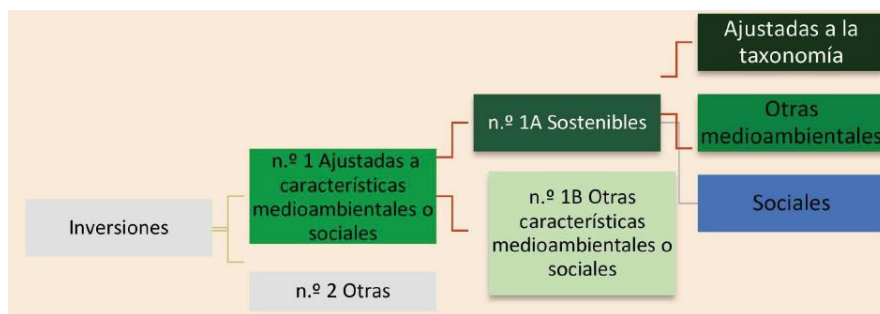 Inversiones
n.º 1 Ajustadas a
características
medioambientales o
sociales
n.º 2 Otras
n.º 1A Sostenibles
n.º 1B Otras
características
medioambientales o
sociales
Ajustadas a la
taxonomía
Otras
medioambientales
Sociales